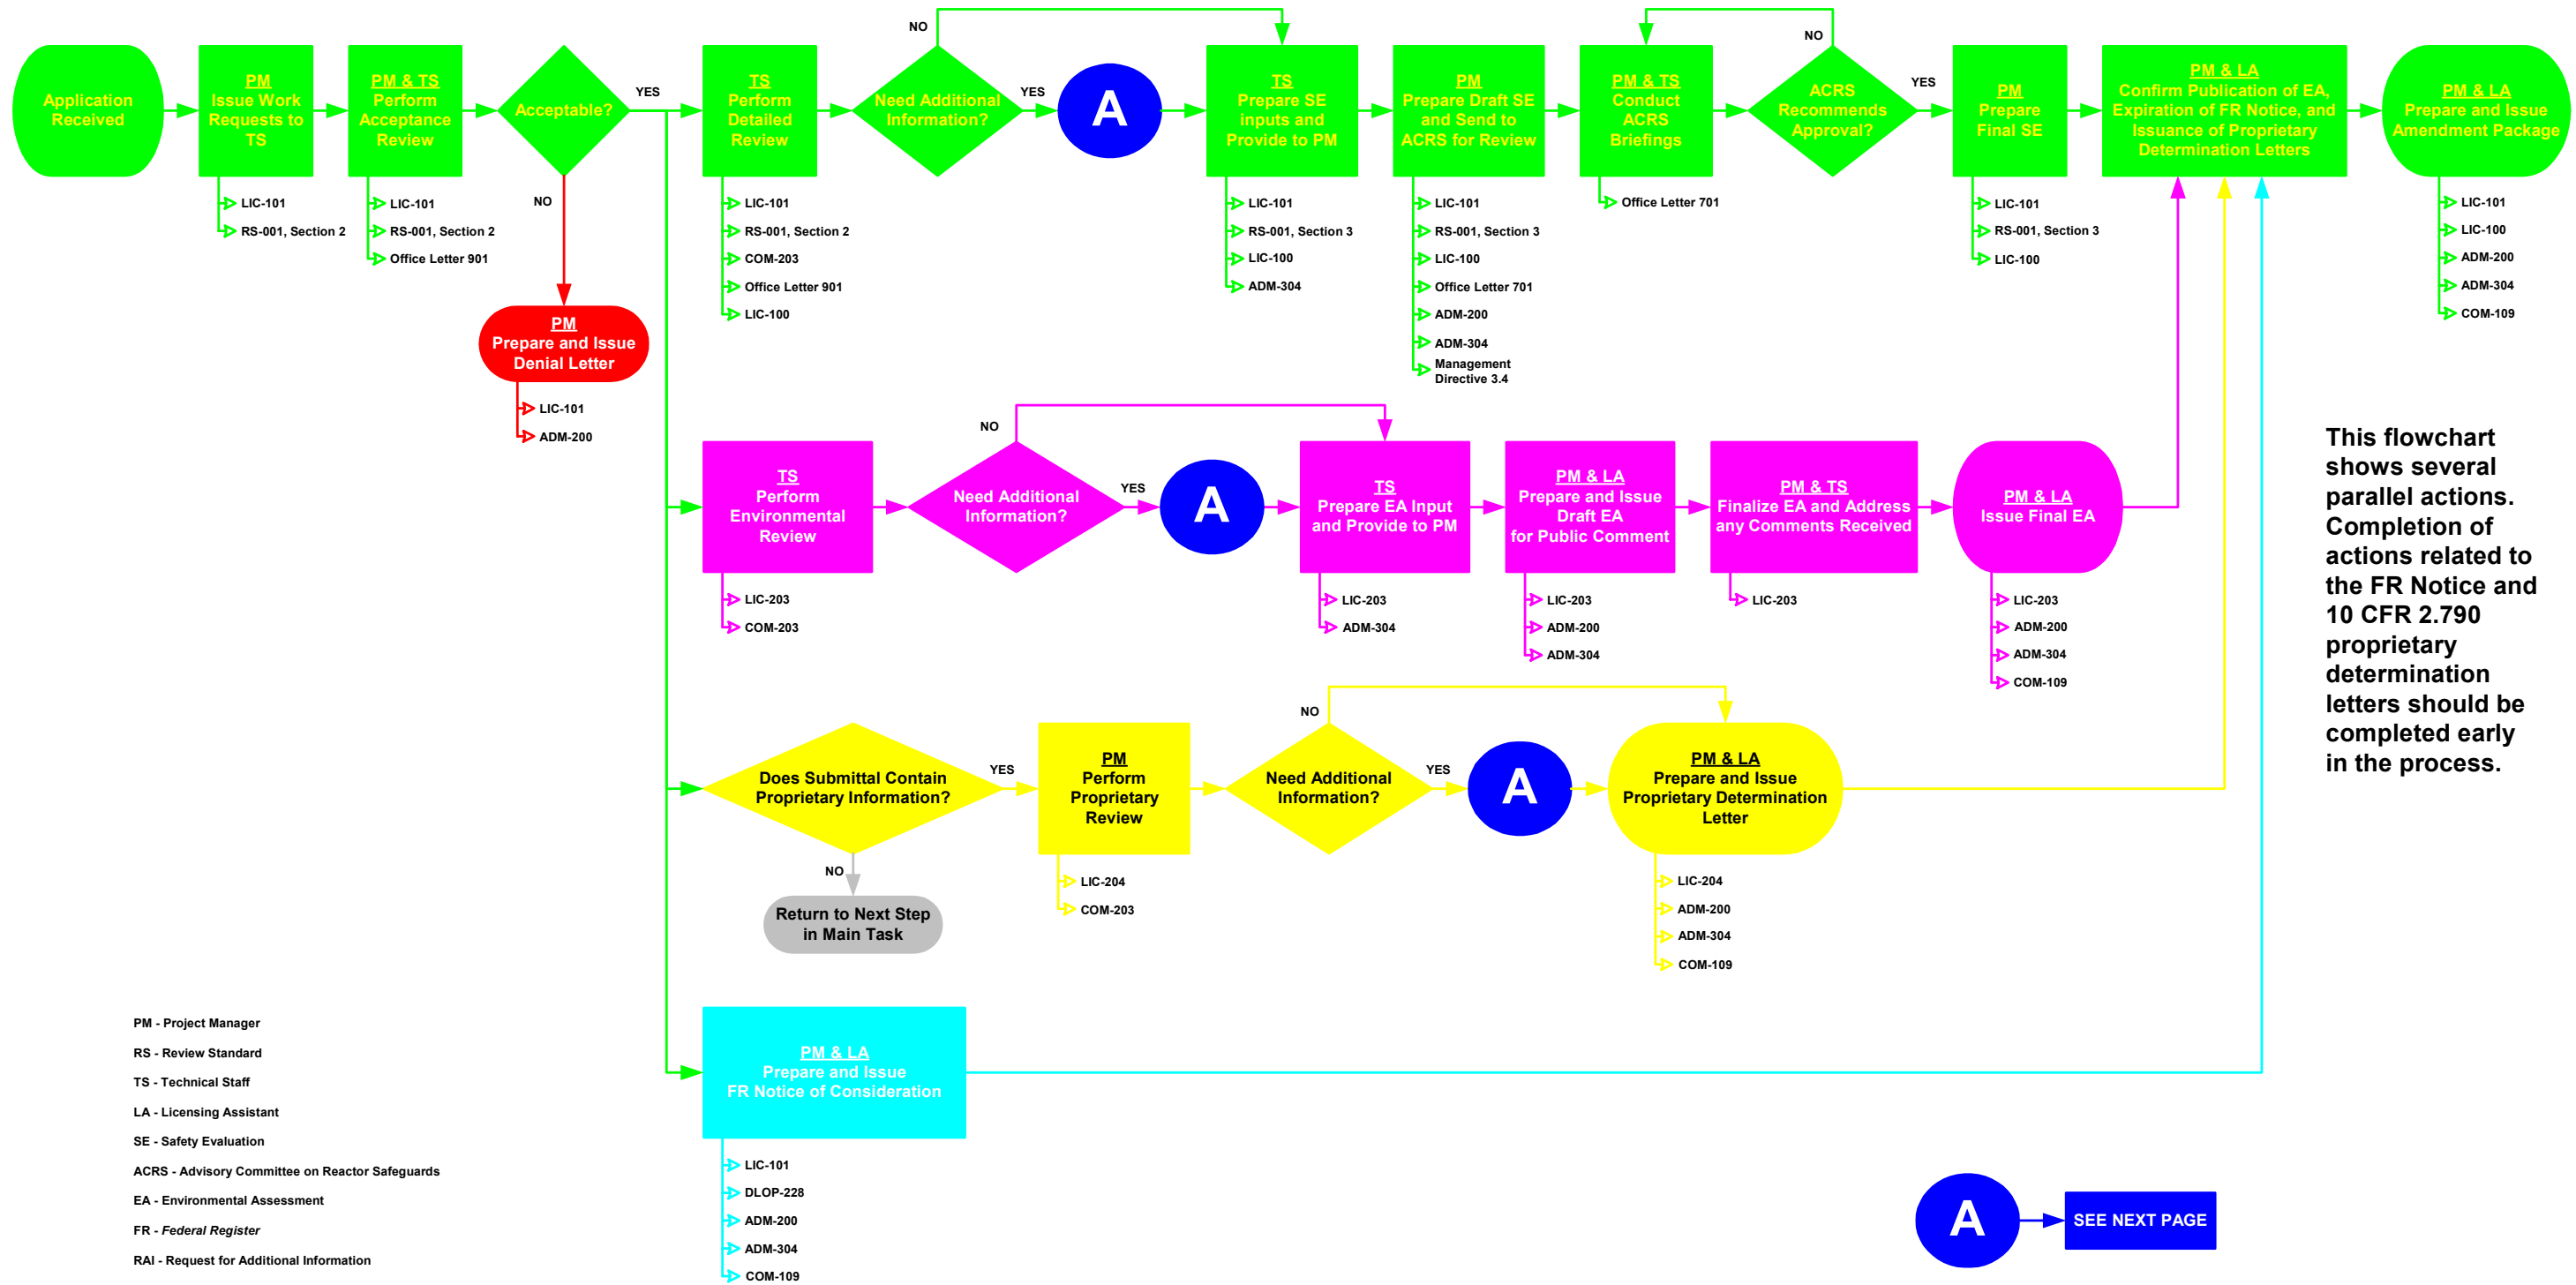 Application
Received
PM
Issue Work
Requests to
TS
LIC-101
RS-001, Section 2
PM & TS
Perform
Acceptance
Review
LIC-101
RS-001, Section 2
Office Letter 901
Acceptable?
YES
NO
PM
Prepare and Issue
Denial Letter
LIC-101
ADM-200
TS
Perform
Detailed
Review
LIC-101
RS-001, Section 2
COM-203
Office Letter 901
LIC-100
Need Additional
Information?
NO
YES
A
TS
Prepare SE
inputs and
Provide to PM
LIC-101
RS-001, Section 3
LIC-100
ADM-304
PM
Prepare Draft SE
and Send to
ACRS for Review
LIC-101
RS-001, Section 3
LIC-100
Office Letter 701
ADM-200
ADM-304
Management
Directive 3.4
PM & TS
Conduct
ACRS
Briefings
Office Letter 701
ACRS
Recommends
Approval?
NO
YES
PM
Prepare
Final SE
LIC-101
RS-001, Section 3
LIC-100
PM & LA
Confirm Publication of EA,
Expiration of FR Notice, and
Issuance of Proprietary
Determination Letters
PM & LA
Prepare and Issue
Amendment Package
LIC-101
LIC-100
ADM-200
ADM-304
COM-109
TS
Perform
Environmental
Review
LIC-203
COM-203
Need Additional
Information?
NO
YES
A
TS
Prepare EA Input
and Provide to PM
LIC-203
ADM-304
PM & LA
Prepare and Issue
Draft EA
for Public Comment
LIC-203
ADM-200
ADM-304
PM & TS
Finalize EA and Address
any Comments Received
LIC-203
PM & LA
Issue Final EA
LIC-203
ADM-200
ADM-304
COM-109
This flowchart
shows several
parallel actions.
Completion of
actions related to
the FR Notice and
10 CFR 2.790
proprietary
determination
letters should be
completed early
in the process.
Does Submittal Contain
Proprietary Information?
YES
NO
Return to Next Step
in Main Task
PM
Perform
Proprietary
Review
LIC-204
COM-203
Need Additional
Information?
NO
YES
A
PM & LA
Prepare and Issue
Proprietary Determination
Letter
LIC-204
ADM-200
ADM-304
COM-109
PM & LA
Prepare and Issue
FR Notice of Consideration
LIC-101
DLOP-228
ADM-200
ADM-304
COM-109
PM - Project Manager
RS - Review Standard
TS - Technical Staff
LA - Licensing Assistant
SE - Safety Evaluation
ACRS - Advisory Committee on Reactor Safeguards
EA - Environmental Assessment
FR - Federal Register
RAI - Request for Additional Information
A
SEE NEXT PAGE